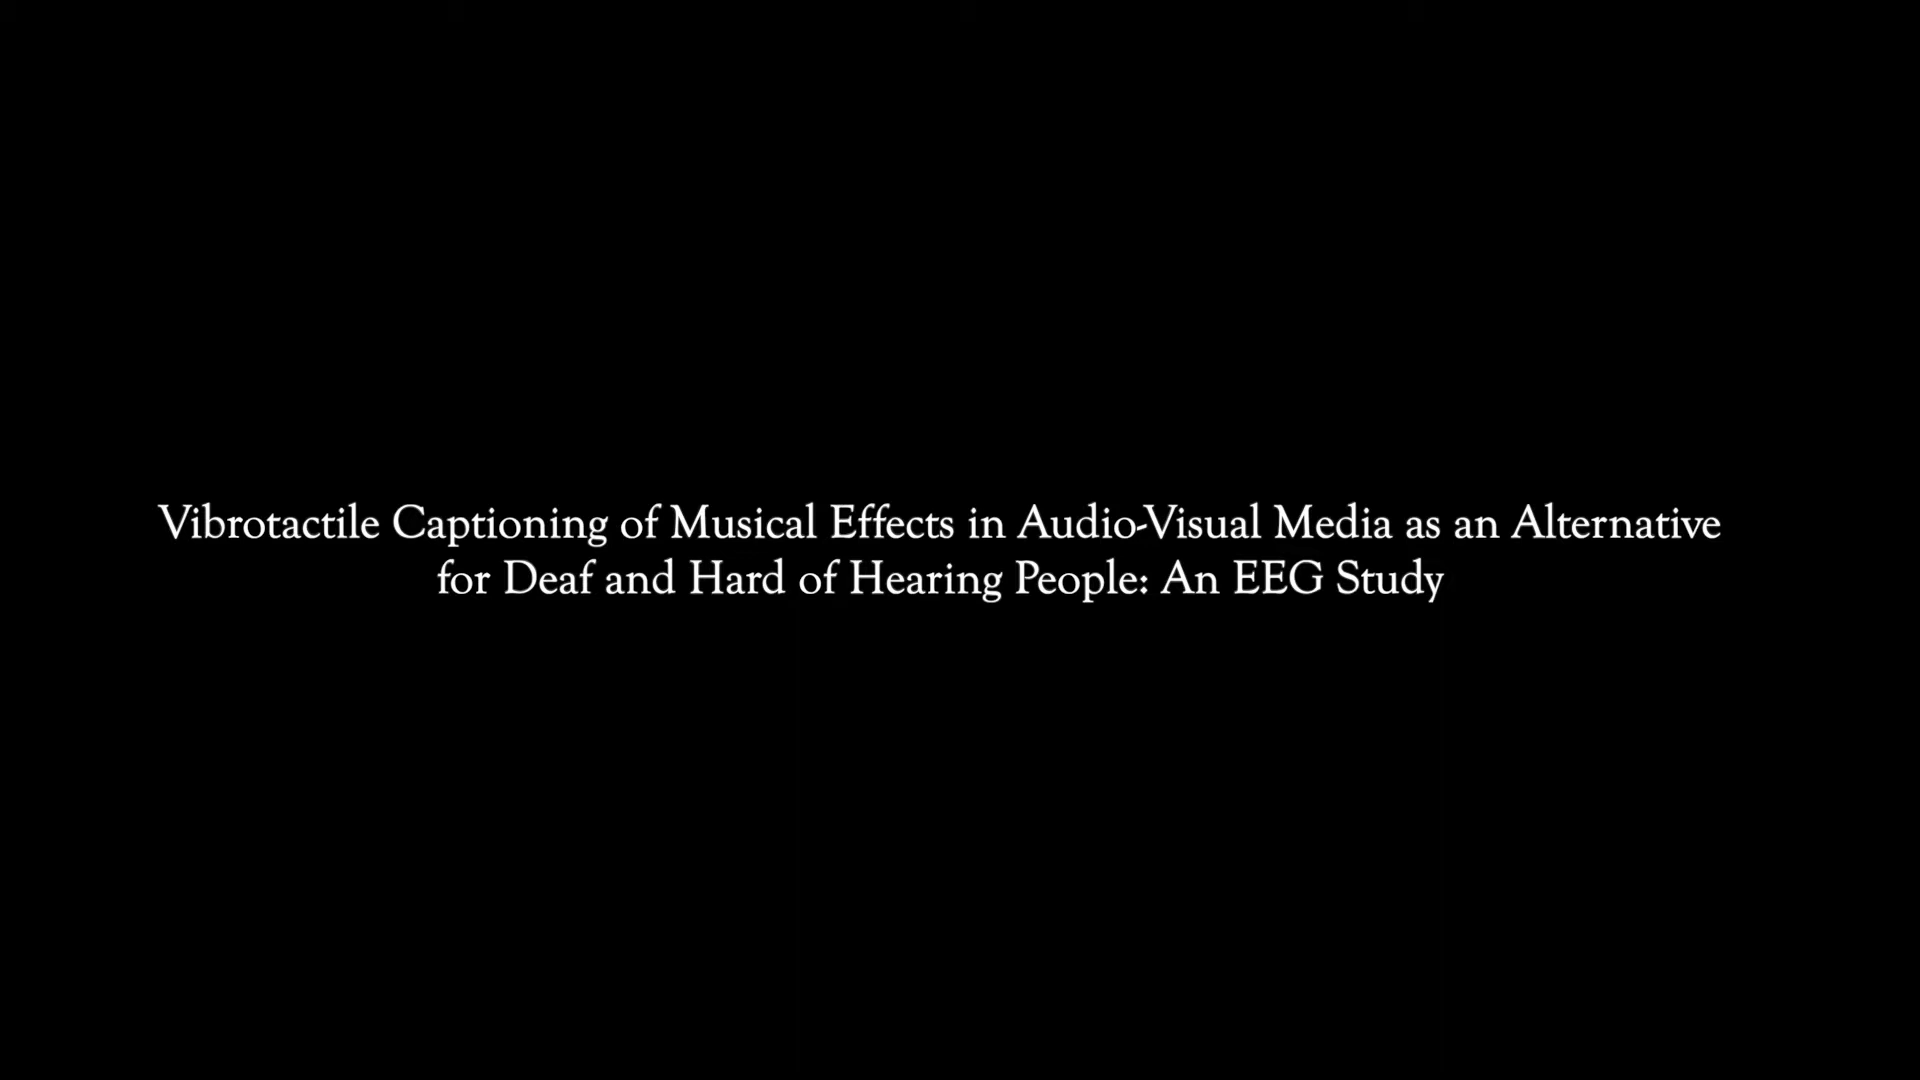 Vibrotactile Captioning of Musical Effects in Audio-Visual Media as an Alternative
for Deaf and Hard of Hearing People: An EEG Study